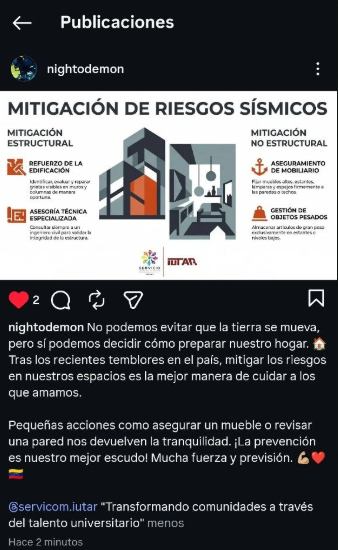 Publicaciones
nightodemon
MITIGACIÓN DE RIESGOS SÍSMICOS
MITIGACIÓN
ESTRUCTURAL
REFUERZO DE LA
EDIFICACIÓN
Identificar, evaluar y reparar
grietas visibles en muros y
columnas de manera
oportuna.
ASESORÍA TÉCNICA
ESPECIALIZADA
Consultar siempre a un
ingeniero civil para validar la
integridad de la estructura.
MITIGACIÓN
NO ESTRUCTURAL
ASEGURAMIENTO
DE MOBILIARIO
Fijar muebles altos, estantes,
lámparas y espejos firmemente a
las paredes o techos.
GESTIÓN DE
OBJETOS PESADOS
Almacenar artículos de gran peso
exclusivamente en estantes o
niveles bajos.
SERVICIO
IUTAR
2
nightodemon No podemos evitar que la tierra se mueva,
pero sí podemos decidir cómo preparar nuestro hogar. 🏠
Tras los recientes temblores en el país, mitigar los riesgos
en nuestros espacios es la mejor manera de cuidar a los
que amamos.
Pequeñas acciones como asegurar un mueble o revisar
una pared nos devuelven la tranquilidad. ¡La prevención
es nuestro mejor escudo! Mucha fuerza y previsión. 💪🏼❤️
🇻🇪
@servicom.iutar "Transformando comunidades a través
del talento universitario" menos
Hace 2 minutos